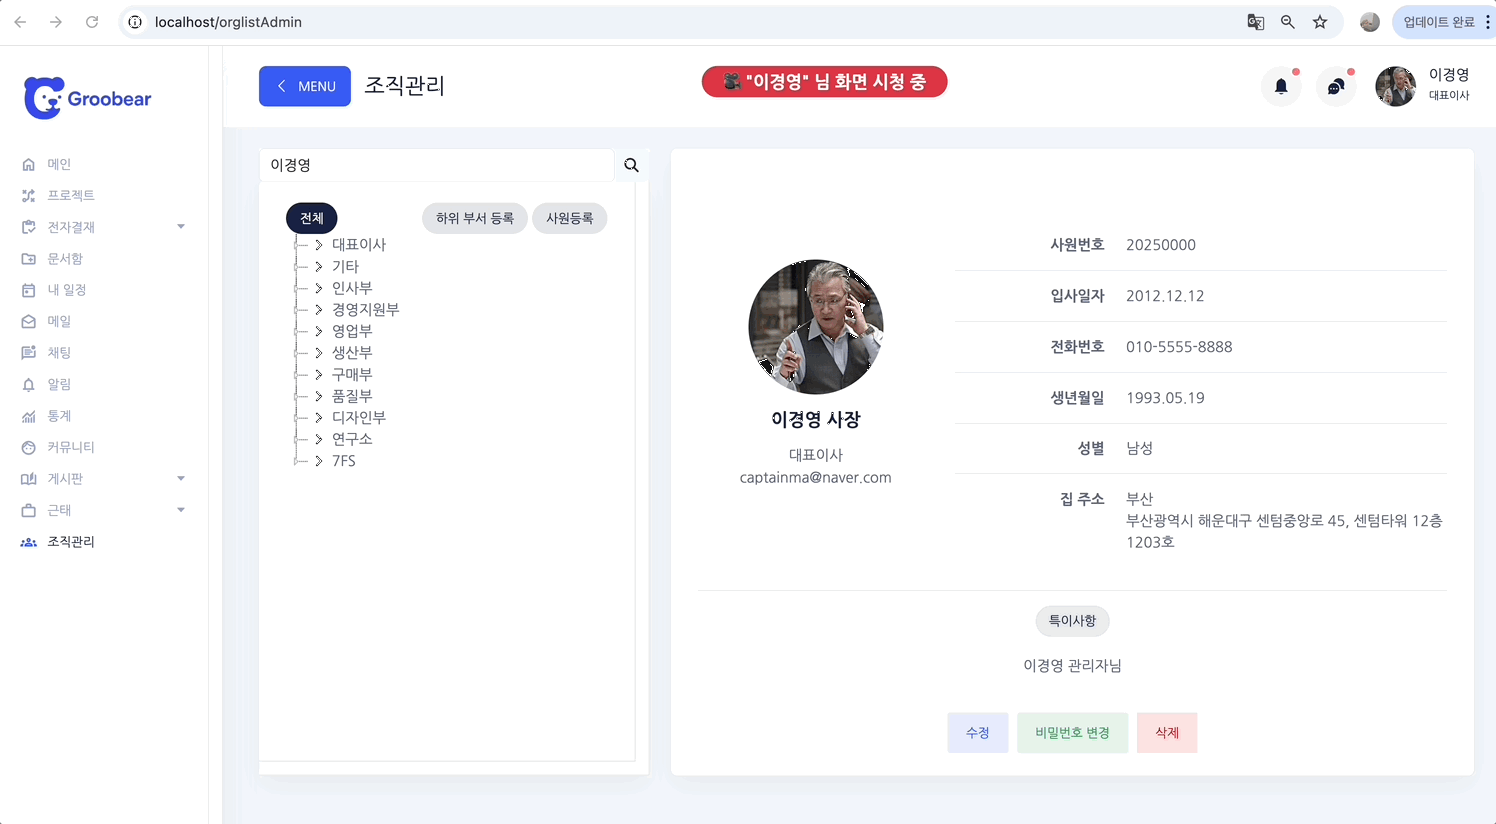 localhost/orglistAdmin
업데이트 완료
Groobear
MENU
조직관리
"이경영" 님 화면 시청 중
이경영
대표이사
메인
프로젝트
전자결재
문서함
내 일정
메일
채팅
알림
통계
커뮤니티
게시판
근태
조직관리
이경영
전체
하위 부서 등록
사원등록
대표이사
기타
인사부
경영지원부
영업부
생산부
구매부
품질부
디자인부
연구소
7FS
이경영 사장
대표이사
captainma@naver.com
사원번호 20250000
입사일자 2012.12.12
전화번호 010-5555-8888
생년월일 1993.05.19
성별 남성
집 주소 부산
부산광역시 해운대구 센텀중앙로 45, 센텀타워 12층
1203호
특이사항
이경영 관리자님
수정
비밀번호 변경
삭제